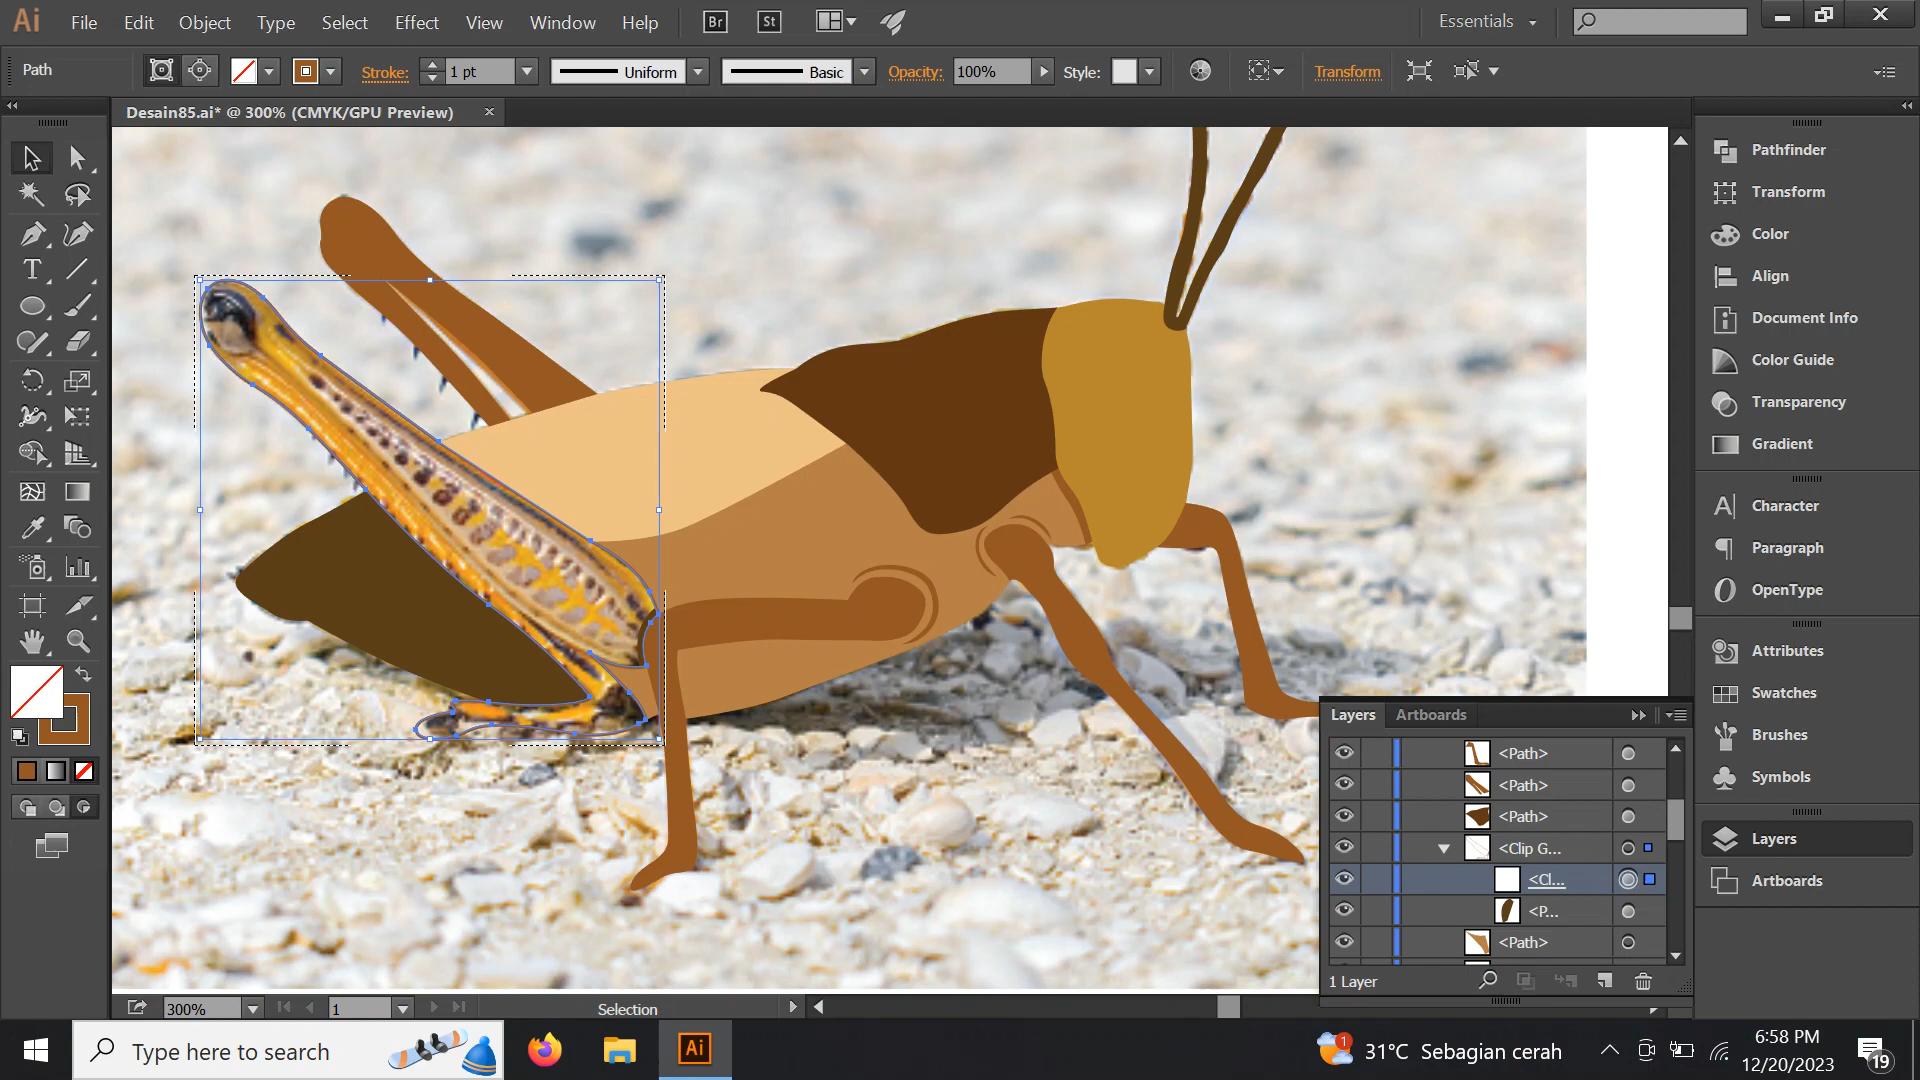 Ai File Edit Object Type Select Effect View Window Help Br St Essentials
Path Stroke: 1 pt Uniform Basic Opacity: 100% Style: Transform
Desain85.ai* @ 300% (CMYK/GPU Preview)
Pathfinder
Transform
Color
Align
Document Info
Color Guide
Transparency
Gradient
Character
Paragraph
OpenType
Attributes
Swatches
Brushes
Symbols
Layers
Artboards
Layers Artboards
<Path>
<Path>
<Path>
<Clip G...
<Cl...
<P...
<Path>
1 Layer
300% 1 Selection
Type here to search
Ai
1 31°C Sebagian cerah
6:58 PM
12/20/2023
19